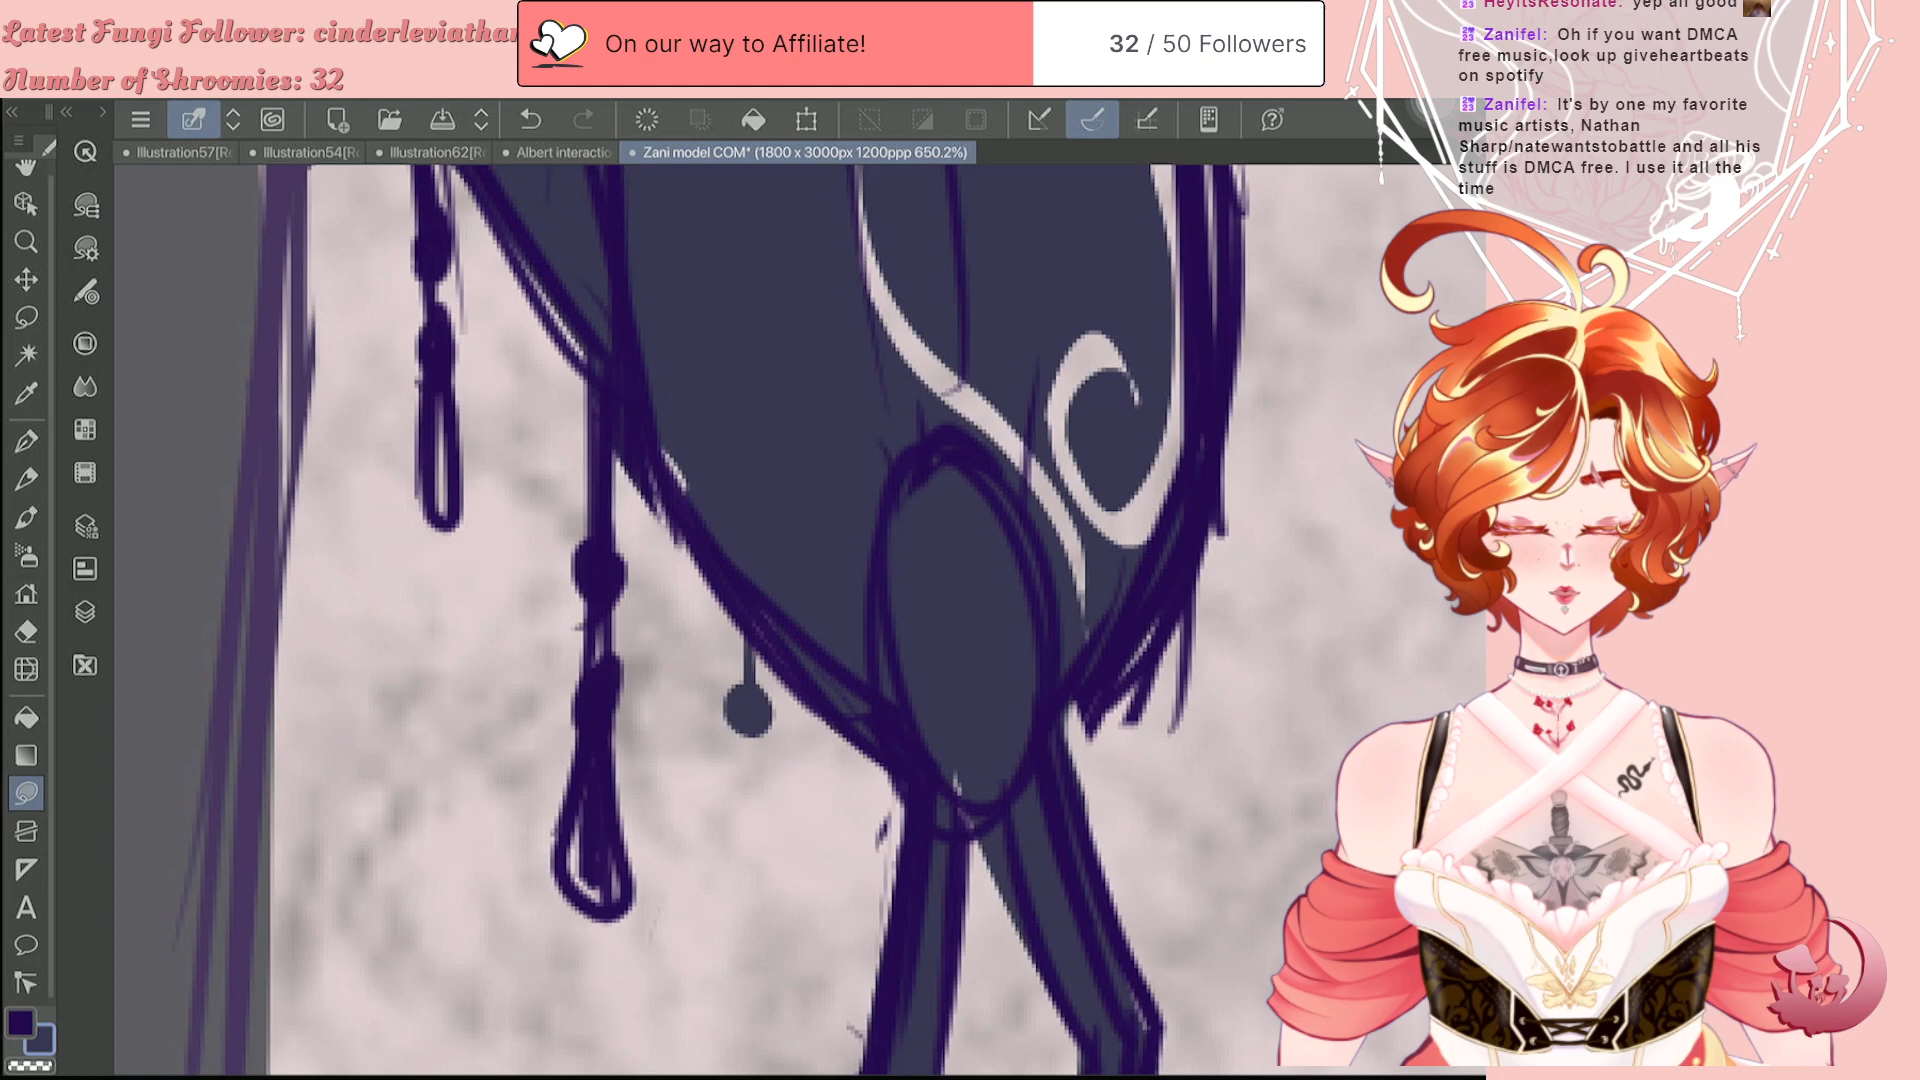 Latest Fungi Follower: cinderleviathan
Number of Shroomies: 32
On our way to Affiliate!
32 / 50 Followers
HeyItsResonate: yep all good
Zanifel: Oh if you want DMCA
free music,look up giveheartbeats
on spotify
Zanifel: It's by one my favorite
music artists, Nathan
Sharp/natewantstobattle and all his
stuff is DMCA free. I use it all the
time
Illustration57[R
Illustration54[R
Illustration62[R
Albert interactio
Zani model COM* (1800 x 3000px 1200ppp 650.2%)